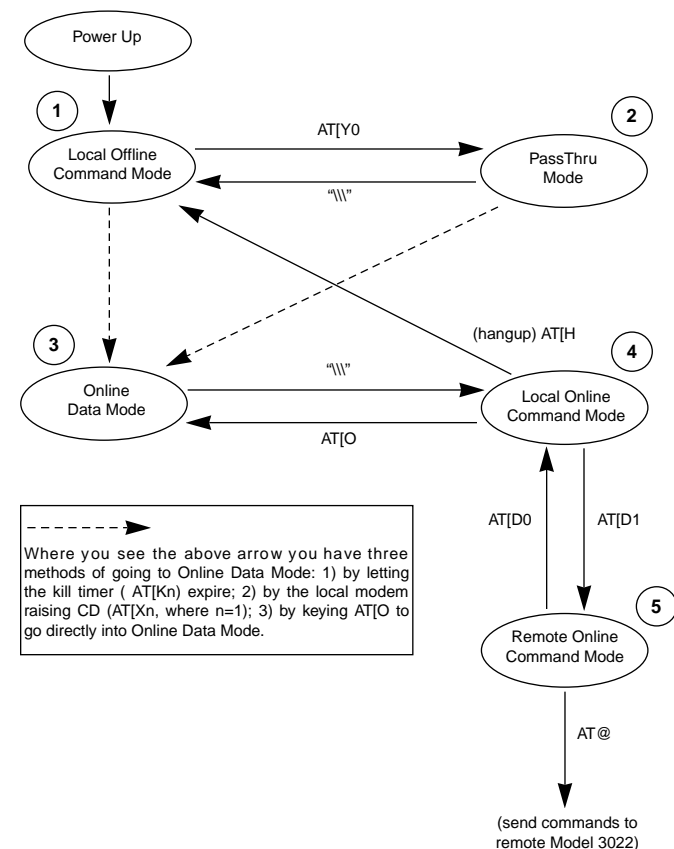 Power Up
1
2
AT[Y0
Local Offline
Command Mode
PassThru
Mode
“\\\”
(hangup) AT[H
3
4
“\\\”
Online
Data Mode
Local Online
Command Mode
AT[O
AT[D0
AT[D1
Where you see the above arrow you have three
methods of going to Online Data Mode: 1) by letting
the kill timer ( AT[Kn) expire; 2) by the local modem
raising CD (AT[Xn, where n=1); 3) by keying AT[O to
go directly into Online Data Mode.
5
Remote Online
Command Mode
AT@
(send commands to
remote Model 3022)